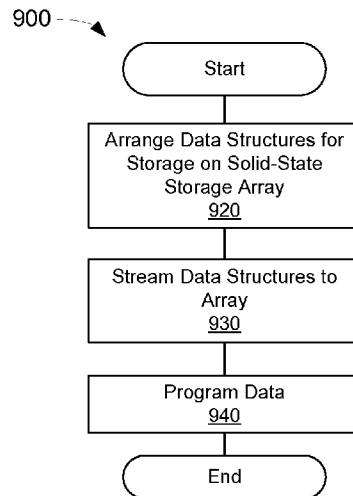 900
Start
Arrange Data Structures for
Storage on Solid-State
Storage Array
920
Stream Data Structures to
Array
930
Program Data
940
End